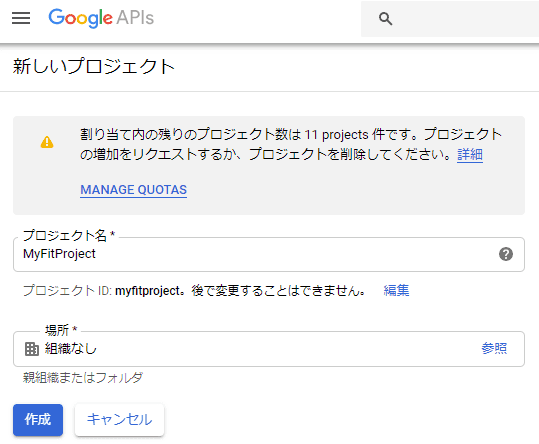 Google APIs
新しいプロジェクト
割り当て内の残りのプロジェクト数は 11 projects 件です。プロジェクト
の増加をリクエストするか、プロジェクトを削除してください。詳細
MANAGE QUOTAS
プロジェクト名 *
MyFitProject
プロジェクト ID: myfitproject。後で変更することはできません。 編集
場所 *
組織なし 参照
親組織またはフォルダ
作成 キャンセル